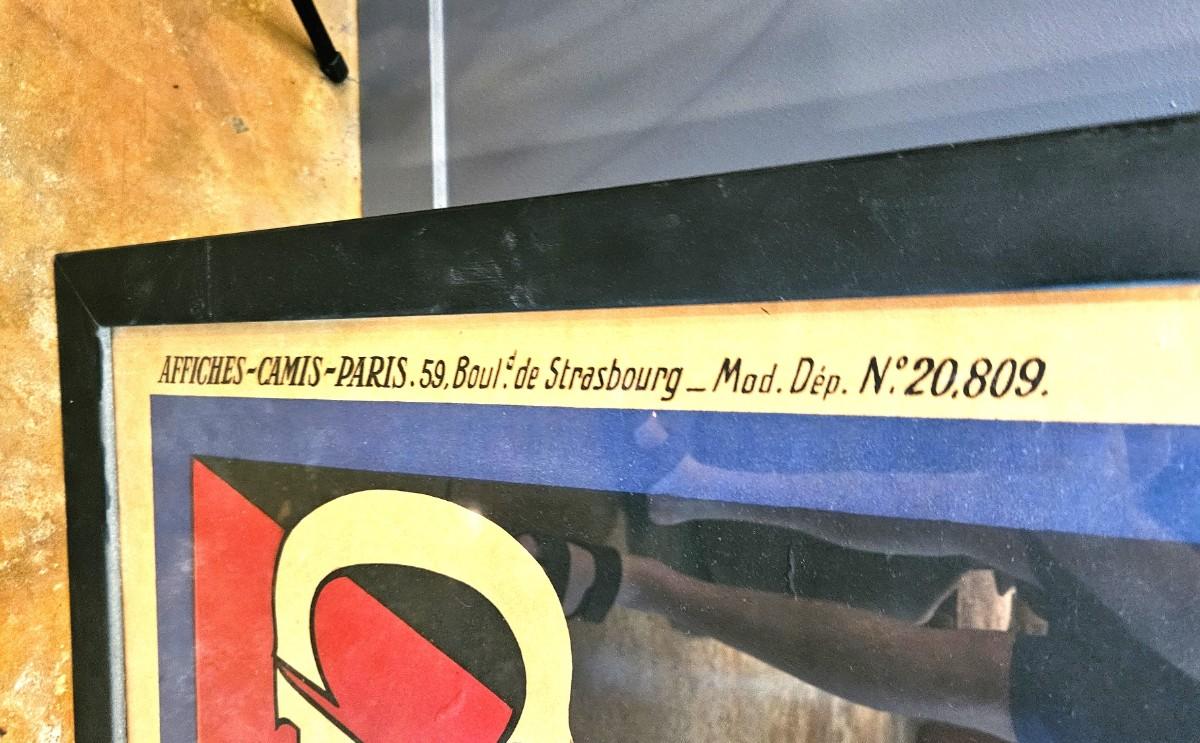 AFFICHES-CAMIS-PARIS. 59, Boul.d de Strasbourg _ Mod. Dép. N.º 20,809.